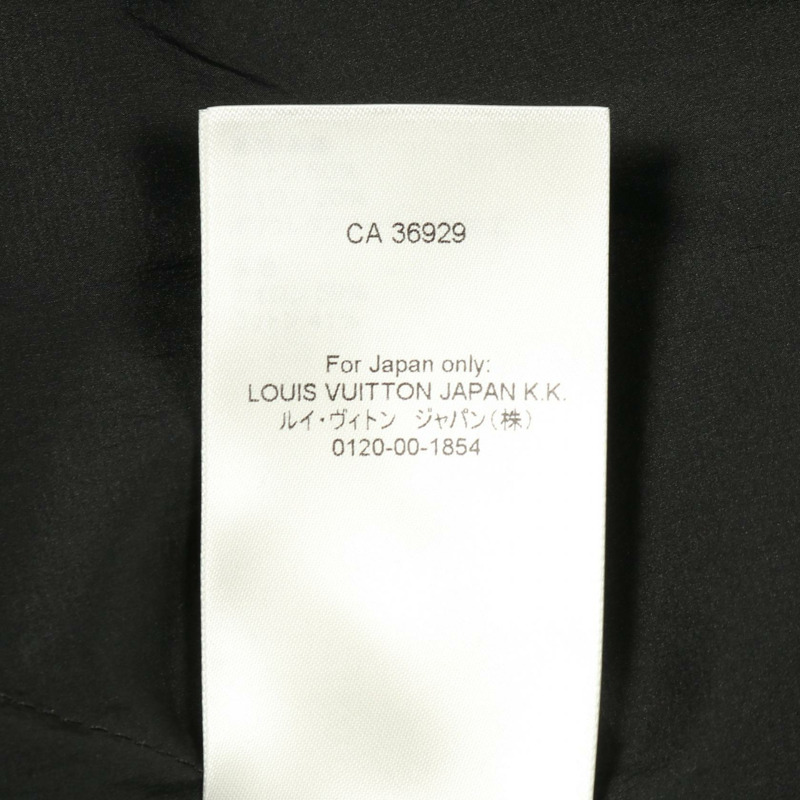 CA 36929
For Japan only:
LOUIS VUITTON JAPAN K.K.
ルイ・ヴィトン　ジャパン(株)
0120-00-1854